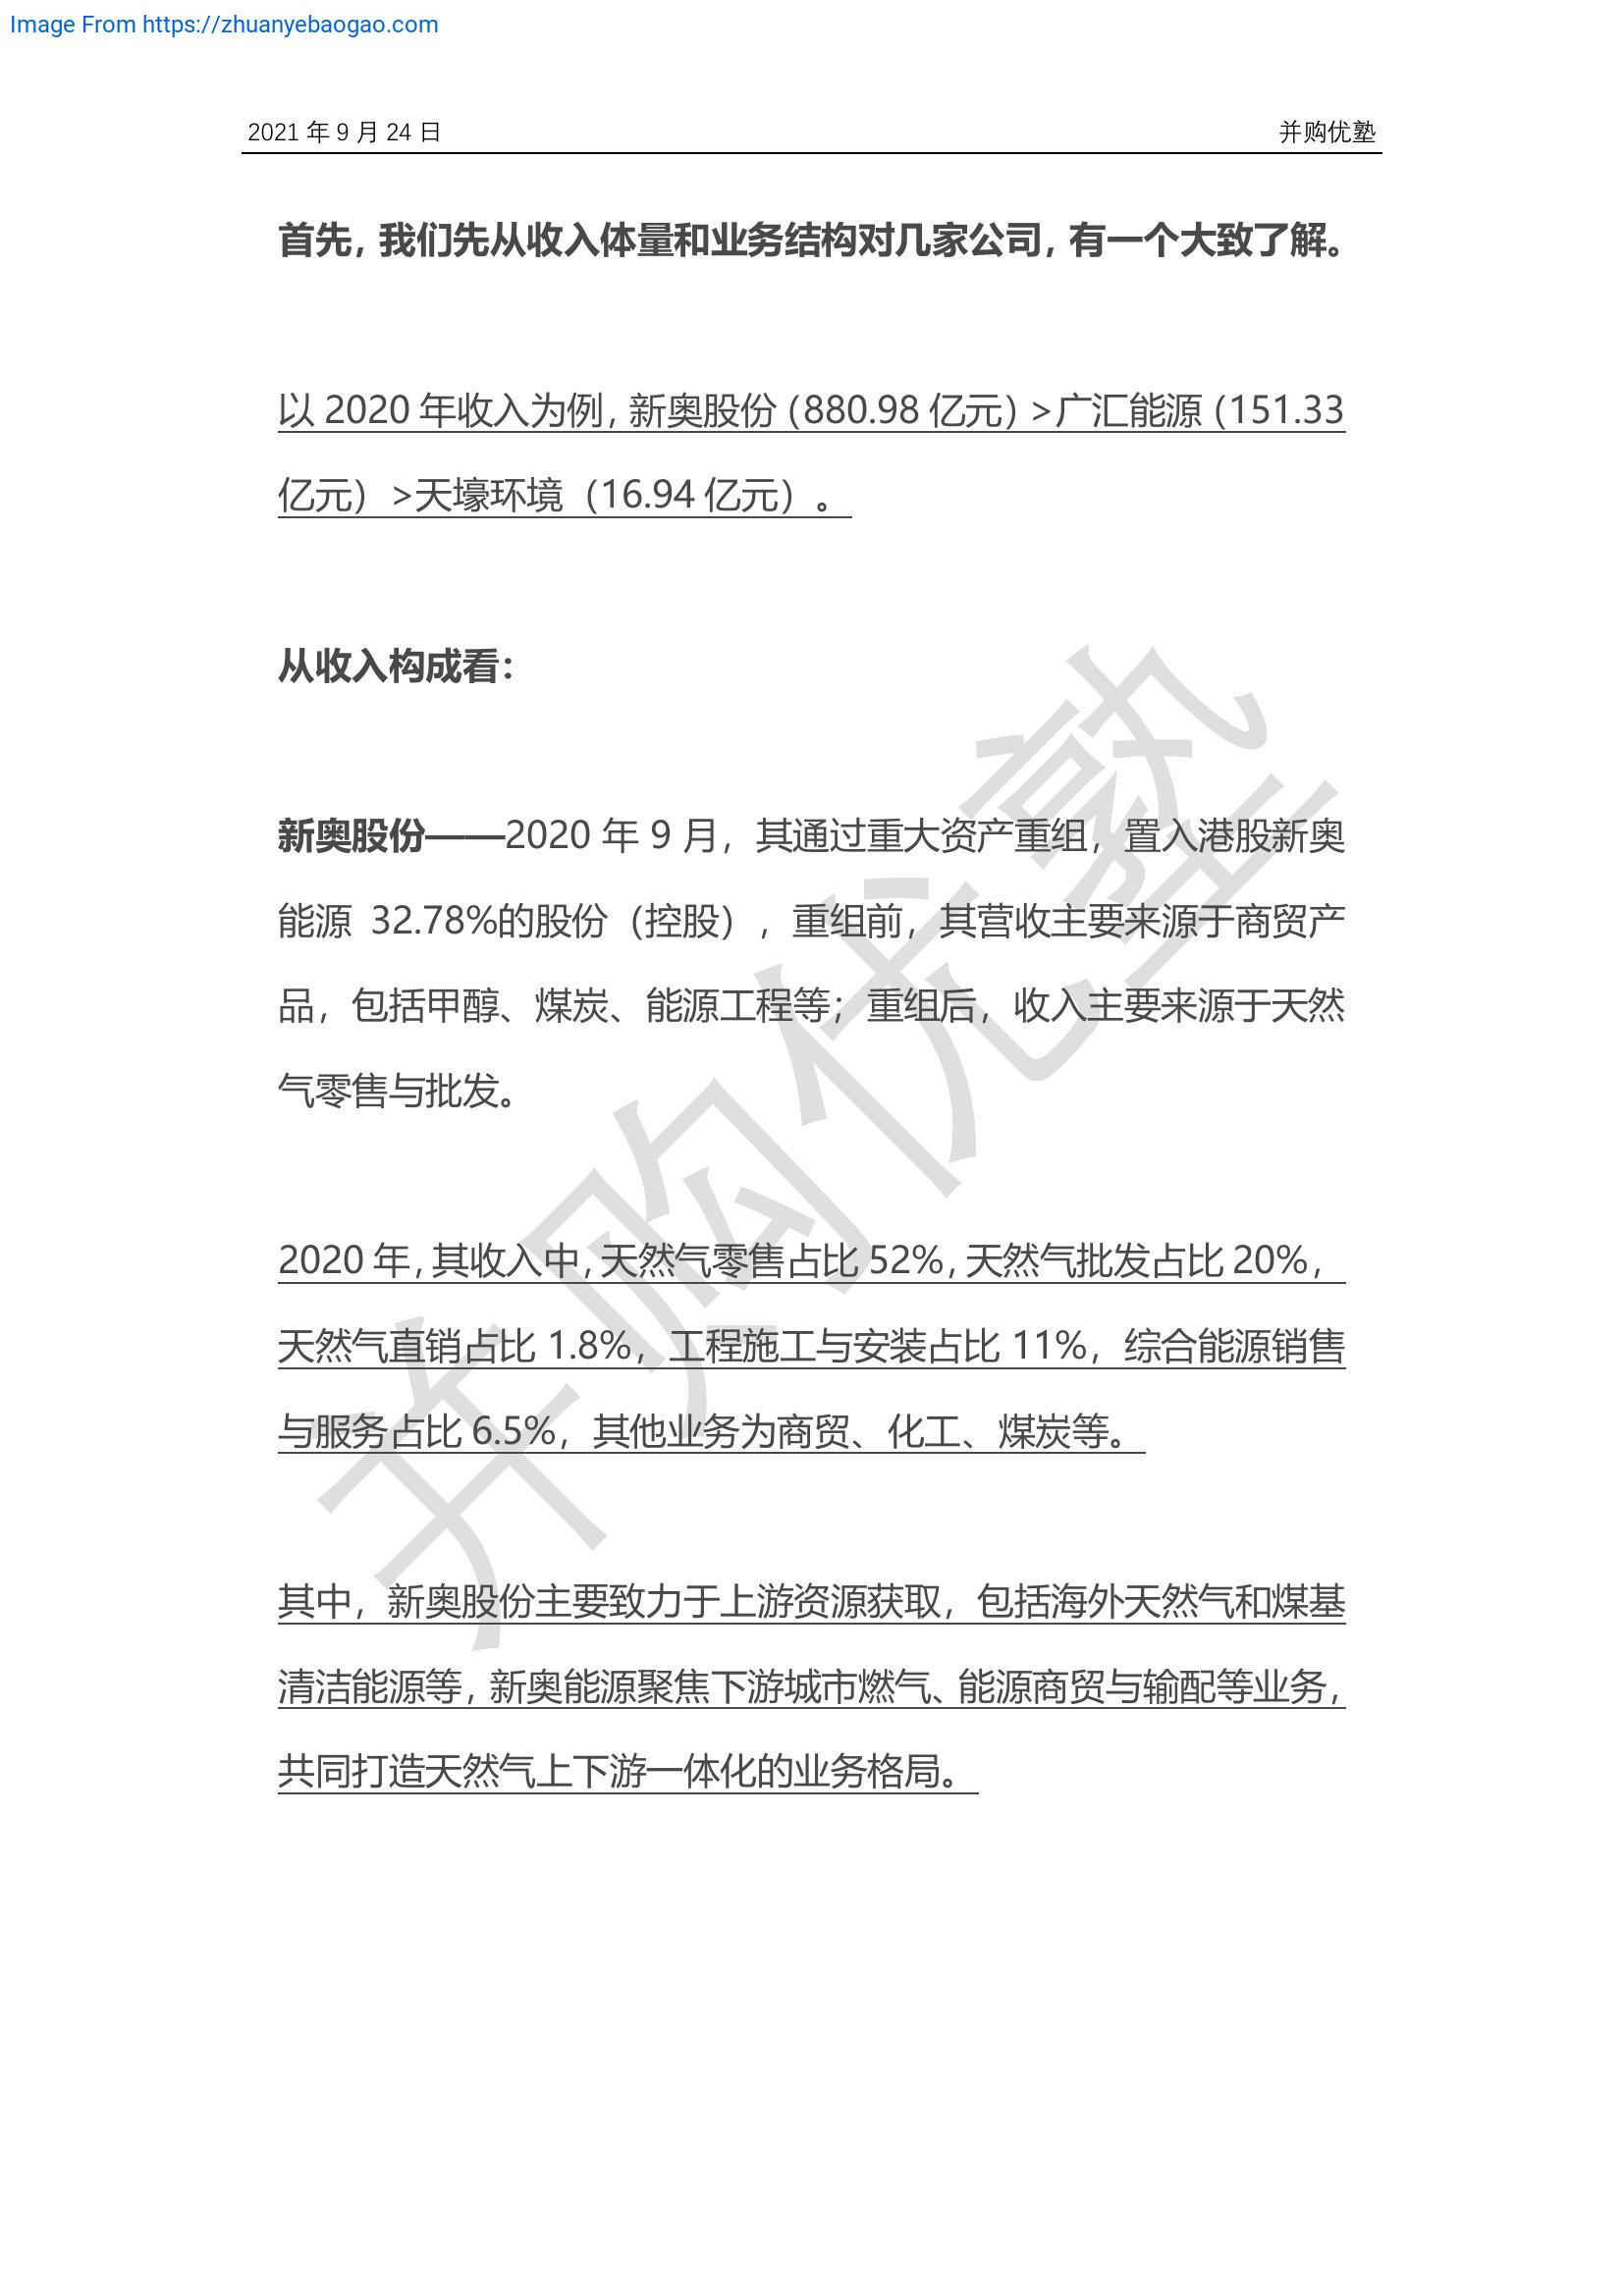 Image From https://zhuanyebaogao.com
2021 年 9 月 24 日 并购优塾
首先，我们先从收入体量和业务结构对几家公司，有一个大致了解。
以 2020 年收入为例，新奥股份（880.98 亿元）>广汇能源（151.33
亿元）>天壕环境（16.94 亿元）。
从收入构成看：
新奥股份——2020 年 9 月，其通过重大资产重组，置入港股新奥
能源 32.78%的股份（控股），重组前，其营收主要来源于商贸产
品，包括甲醇、煤炭、能源工程等；重组后，收入主要来源于天然
气零售与批发。
2020 年，其收入中，天然气零售占比 52%，天然气批发占比 20%，
天然气直销占比 1.8%，工程施工与安装占比 11%，综合能源销售
与服务占比 6.5%，其他业务为商贸、化工、煤炭等。
其中，新奥股份主要致力于上游资源获取，包括海外天然气和煤基
清洁能源等，新奥能源聚焦下游城市燃气、能源商贸与输配等业务，
共同打造天然气上下游一体化的业务格局。
并购优塾